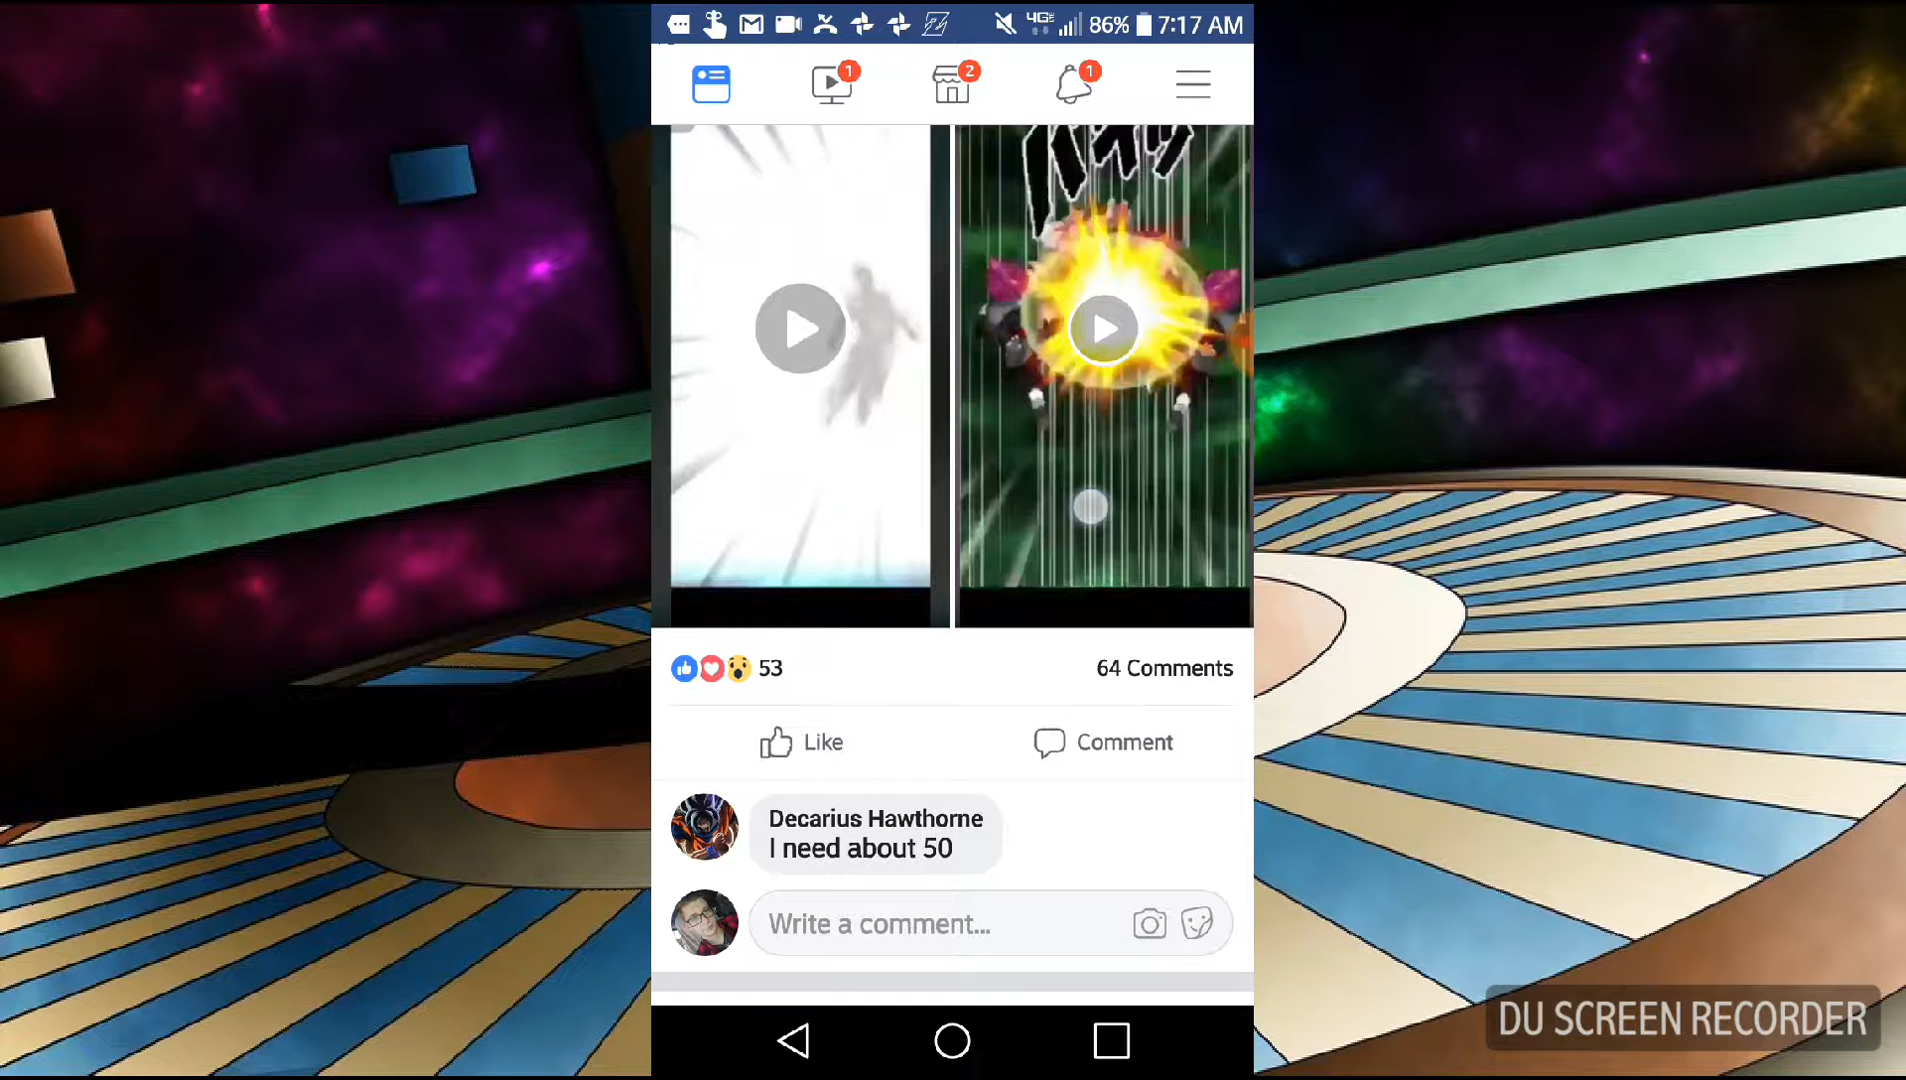 4G 86% 7:17 AM
1 2 1
53 64 Comments
Like Comment
Decarius Hawthorne
I need about 50
Write a comment...
DU SCREEN RECORDER